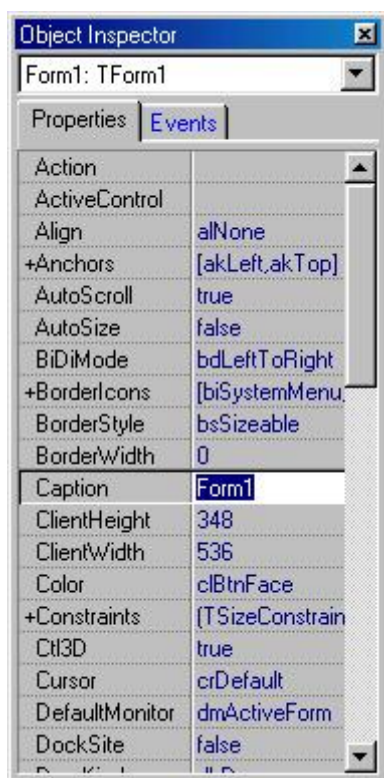 Object Inspector
Form1: TForm1
Properties Events
Action
ActiveControl
Align alNone
+Anchors [akLeft,akTop]
AutoScroll true
AutoSize false
BiDiMode bdLeftToRight
+BorderIcons [biSystemMenu,
BorderStyle bsSizeable
BorderWidth 0
Caption Form1
ClientHeight 348
ClientWidth 536
Color clBtnFace
+Constraints (TSizeConstrain
Ctl3D true
Cursor crDefault
DefaultMonitor dmActiveForm
DockSite false